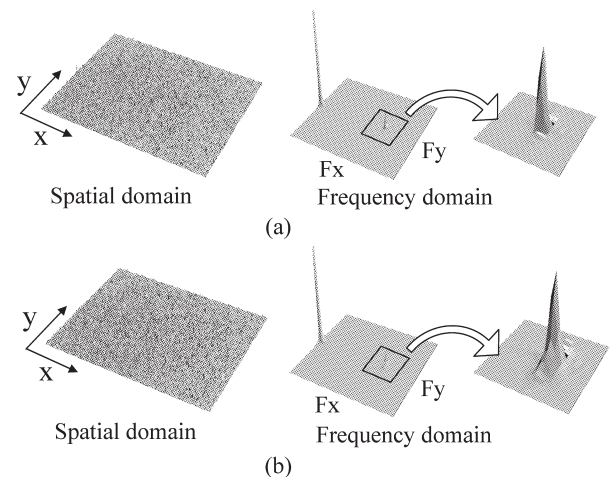 y
x
Spatial domain
Fx
Fy
Frequency domain
(a)
y
x
Spatial domain
Fx
Fy
Frequency domain
(b)